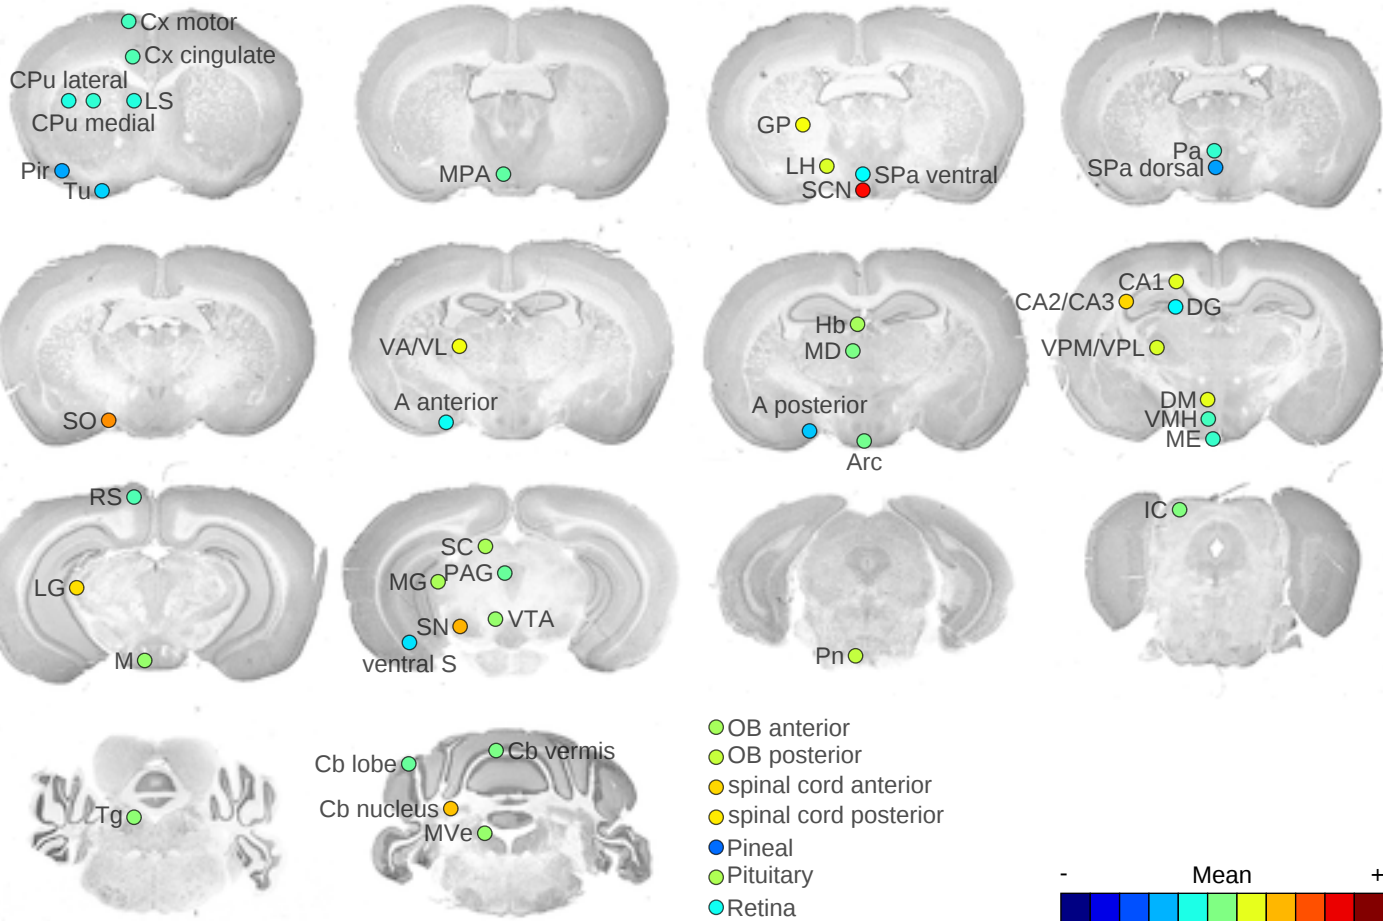 Cx motor
Cx cingulate
CPu lateral
LS
CPu medial
Pir
Tu
MPA
GP
LH
SPa ventral
SCN
Pa
SPa dorsal
SO
VA/VL
A anterior
Hb
MD
A posterior
Arc
CA1
CA2/CA3
DG
VPM/VPL
DM
VMH
ME
RS
LG
M
SC
PAG
MG
VTA
SN
ventral S
Pn
IC
Tg
Cb vermis
Cb lobe
Cb nucleus
MVe
OB anterior
OB posterior
spinal cord anterior
spinal cord posterior
Pineal
Pituitary
Retina
- Mean +